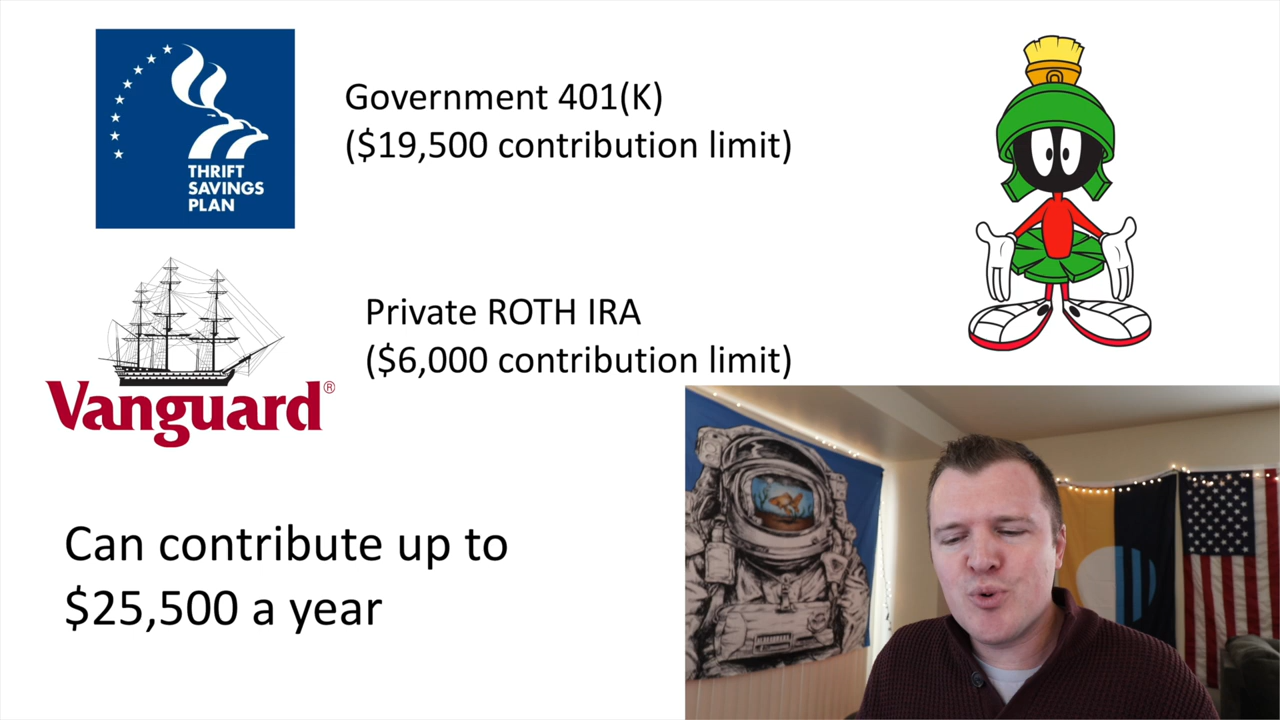 THRIFT
SAVINGS
PLAN
Government 401(K)
($19,500 contribution limit)
Vanguard®
Private ROTH IRA
($6,000 contribution limit)
Can contribute up to
$25,500 a year